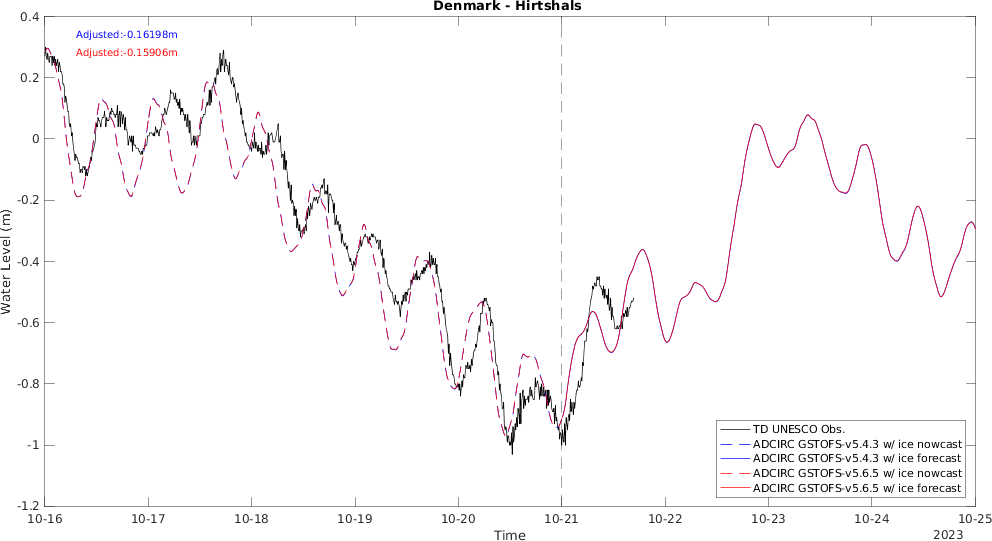 Denmark - Hirtshals
Adjusted:-0.16198m
Adjusted:-0.15906m
0.4
0.2
0
-0.2
-0.4
-0.6
-0.8
-1
-1.2
Water Level (m)
TD UNESCO Obs.
ADCIRC GSTOFS-v5.4.3 w/ ice nowcast
ADCIRC GSTOFS-v5.4.3 w/ ice forecast
ADCIRC GSTOFS-v5.6.5 w/ ice nowcast
ADCIRC GSTOFS-v5.6.5 w/ ice forecast
10-16 10-17 10-18 10-19 10-20 10-21 10-22 10-23 10-24 10-25
Time
2023